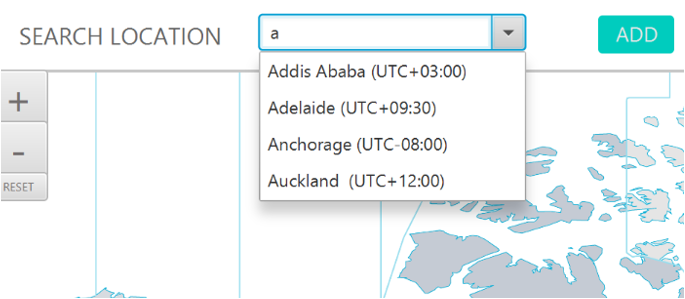 SEARCH LOCATION a ADD
Addis Ababa (UTC+03:00)
Adelaide (UTC+09:30)
Anchorage (UTC-08:00)
Auckland (UTC+12:00)
+
-
RESET